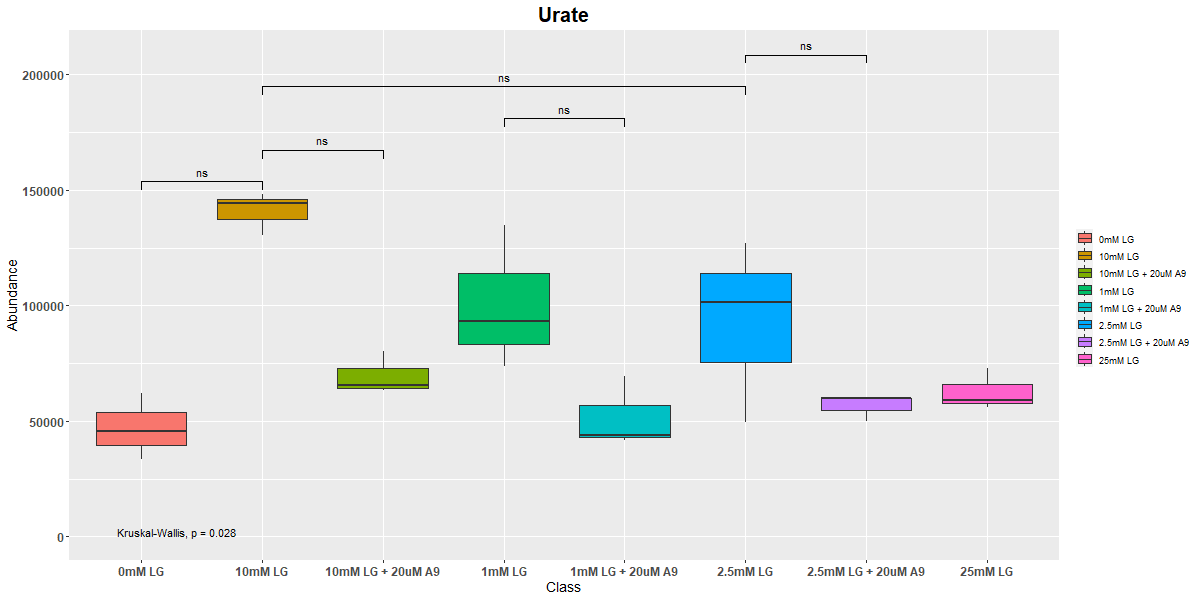 Urate
ns
ns
ns
ns
ns
200000
150000
100000
50000
0
Abundance
Kruskal-Wallis, p = 0.028
0mM LG
10mM LG
10mM LG + 20uM A9
1mM LG
1mM LG + 20uM A9
2.5mM LG
2.5mM LG + 20uM A9
25mM LG
Class
0mM LG
10mM LG
10mM LG + 20uM A9
1mM LG
1mM LG + 20uM A9
2.5mM LG
2.5mM LG + 20uM A9
25mM LG